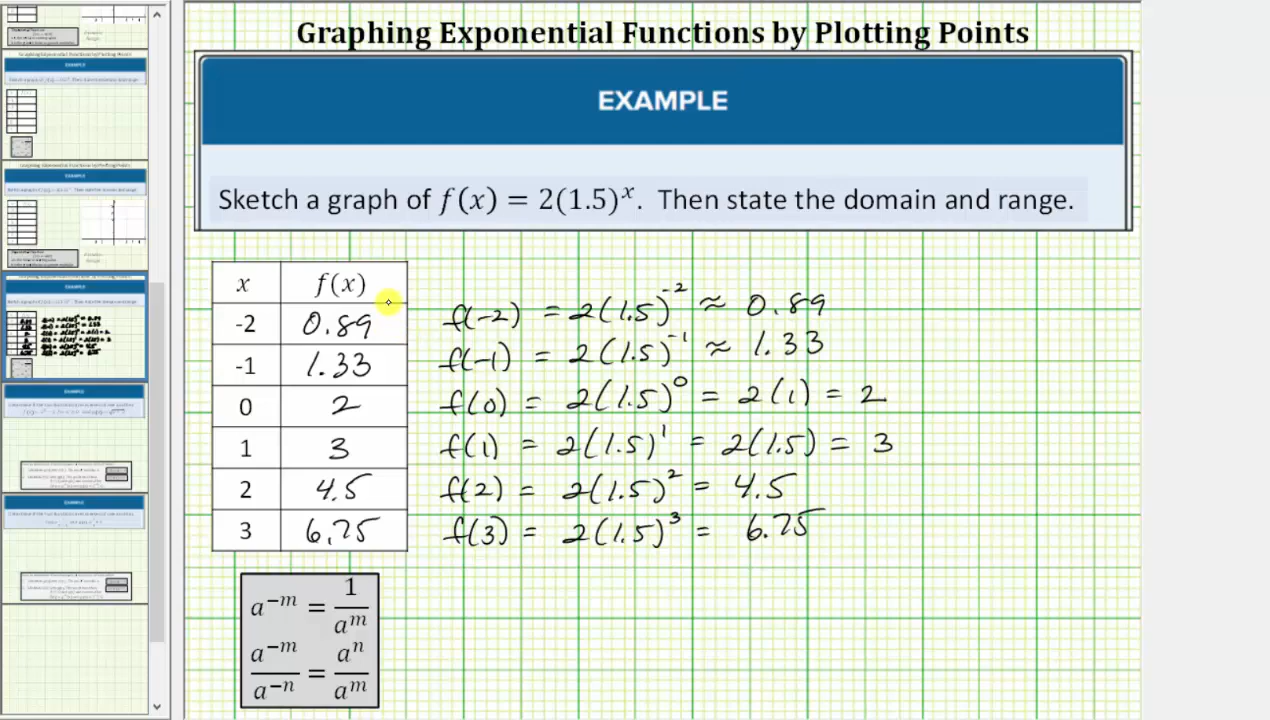 Graphing Exponential Functions by Plotting Points
EXAMPLE
Sketch a graph of f(x) = 2(1.5)^x. Then state the domain and range.
x f(x)
-2 0.89
-1 1.33
0 2
1 3
2 4.5
3 6.75
f(-2) = 2(1.5)^-2 ≈ 0.89
f(-1) = 2(1.5)^-1 ≈ 1.33
f(0) = 2(1.5)^0 = 2(1) = 2
f(1) = 2(1.5)^1 = 2(1.5) = 3
f(2) = 2(1.5)^2 = 4.5
f(3) = 2(1.5)^3 = 6.75
a^-m = 1/a^m
a^-m/a^-n = a^n/a^m